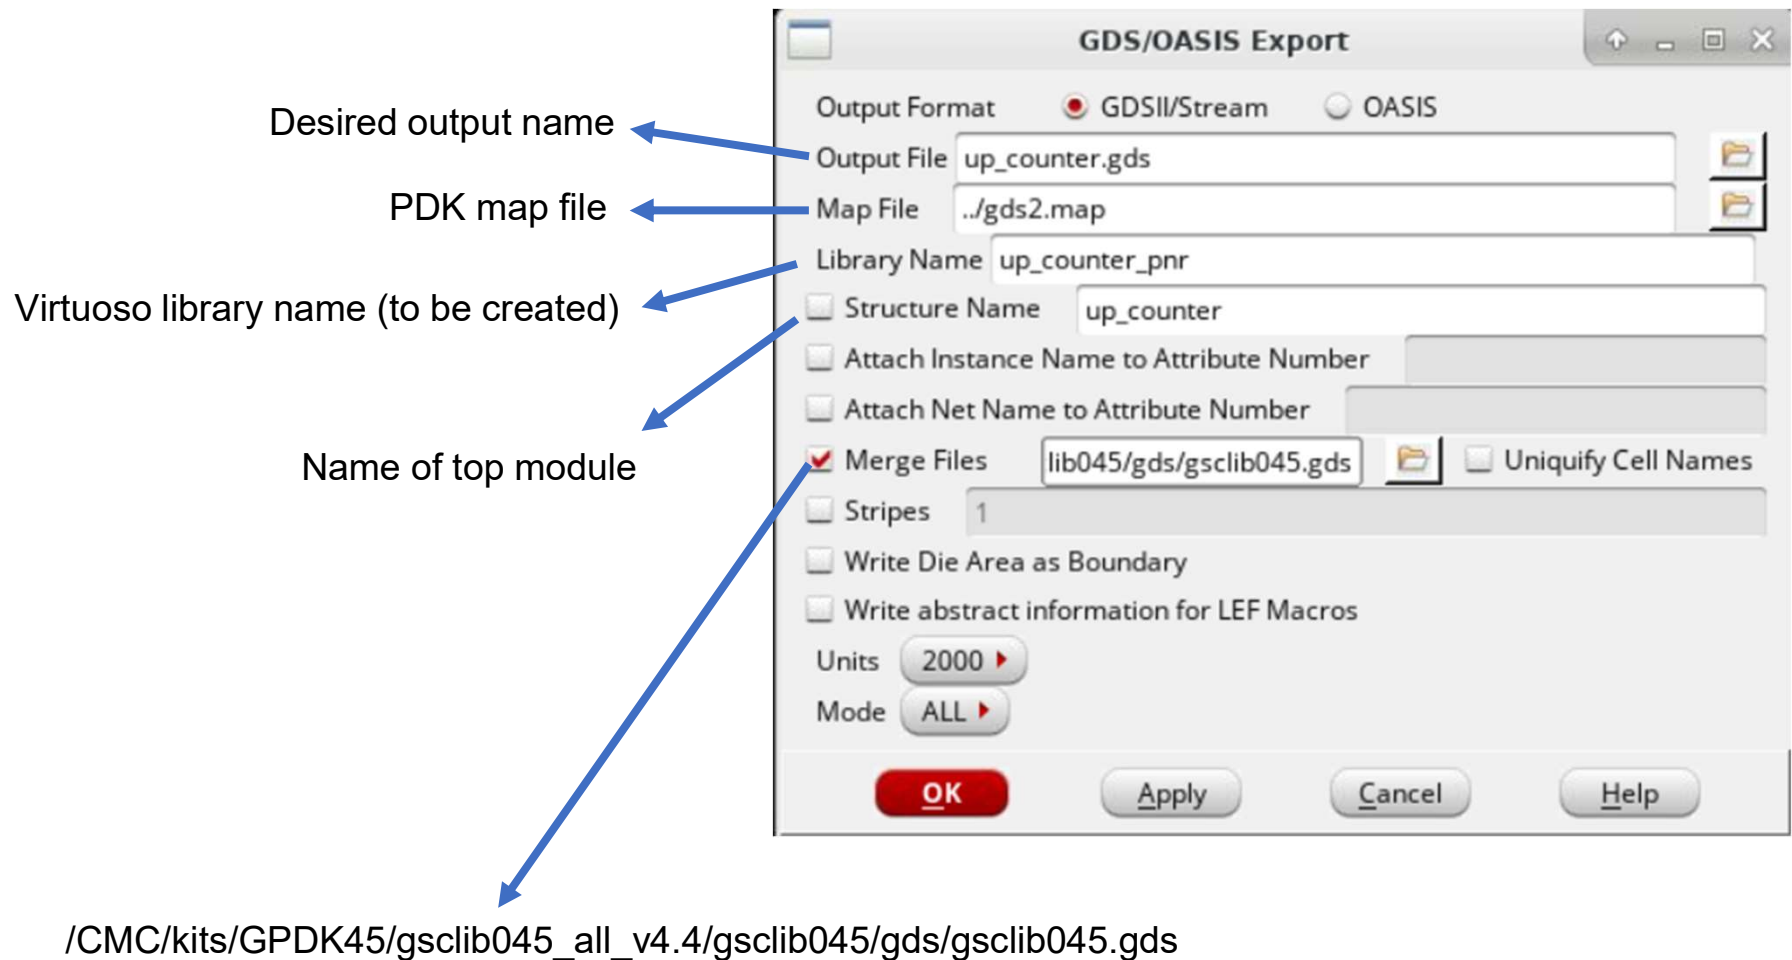 GDS/OASIS Export
Output Format GDSII/Stream OASIS
Desired output name
Output File up_counter.gds
PDK map file
Map File ../gds2.map
Library Name up_counter_pnr
Virtuoso library name (to be created)
Structure Name up_counter
Attach Instance Name to Attribute Number
Attach Net Name to Attribute Number
Name of top module
Merge Files lib045/gds/gsclib045.gds Uniquify Cell Names
Stripes 1
Write Die Area as Boundary
Write abstract information for LEF Macros
Units 2000
Mode ALL
OK Apply Cancel Help
/CMC/kits/GPDK45/gsclib045_all_v4.4/gsclib045/gds/gsclib045.gds